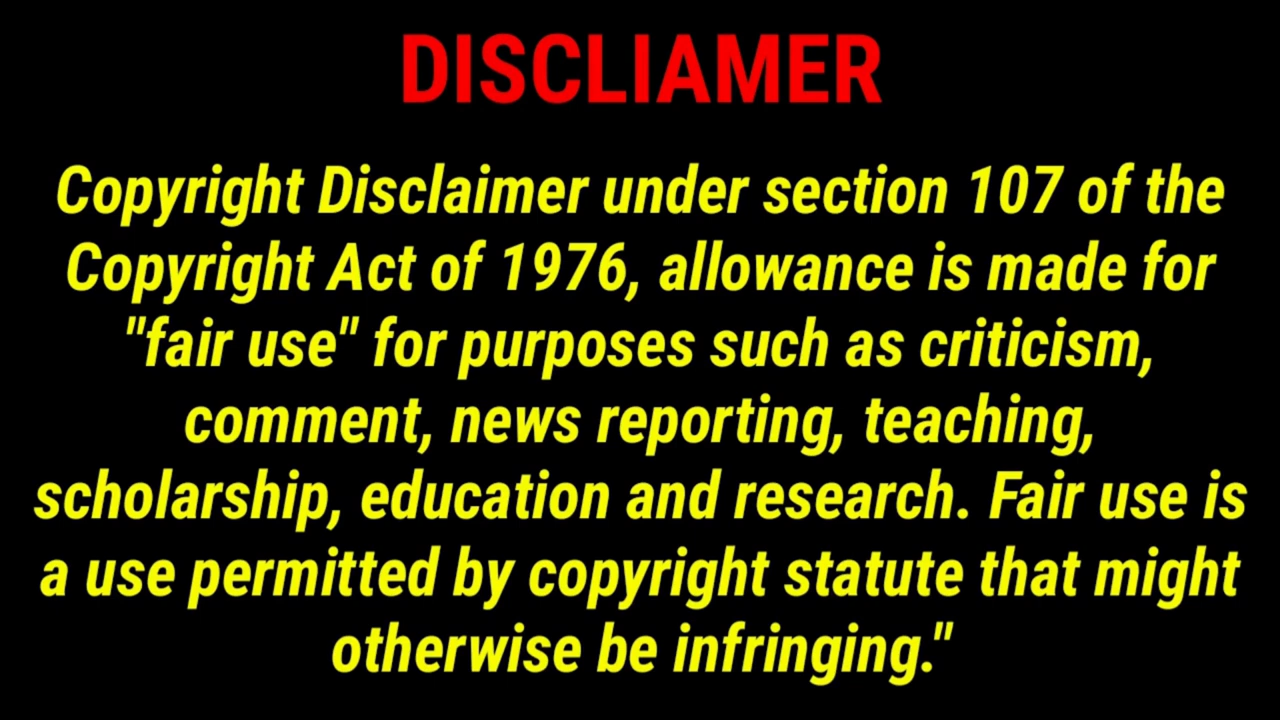 DISCLIAMER
Copyright Disclaimer under section 107 of the
Copyright Act of 1976, allowance is made for
"fair use" for purposes such as criticism,
comment, news reporting, teaching,
scholarship, education and research. Fair use is
a use permitted by copyright statute that might
otherwise be infringing."